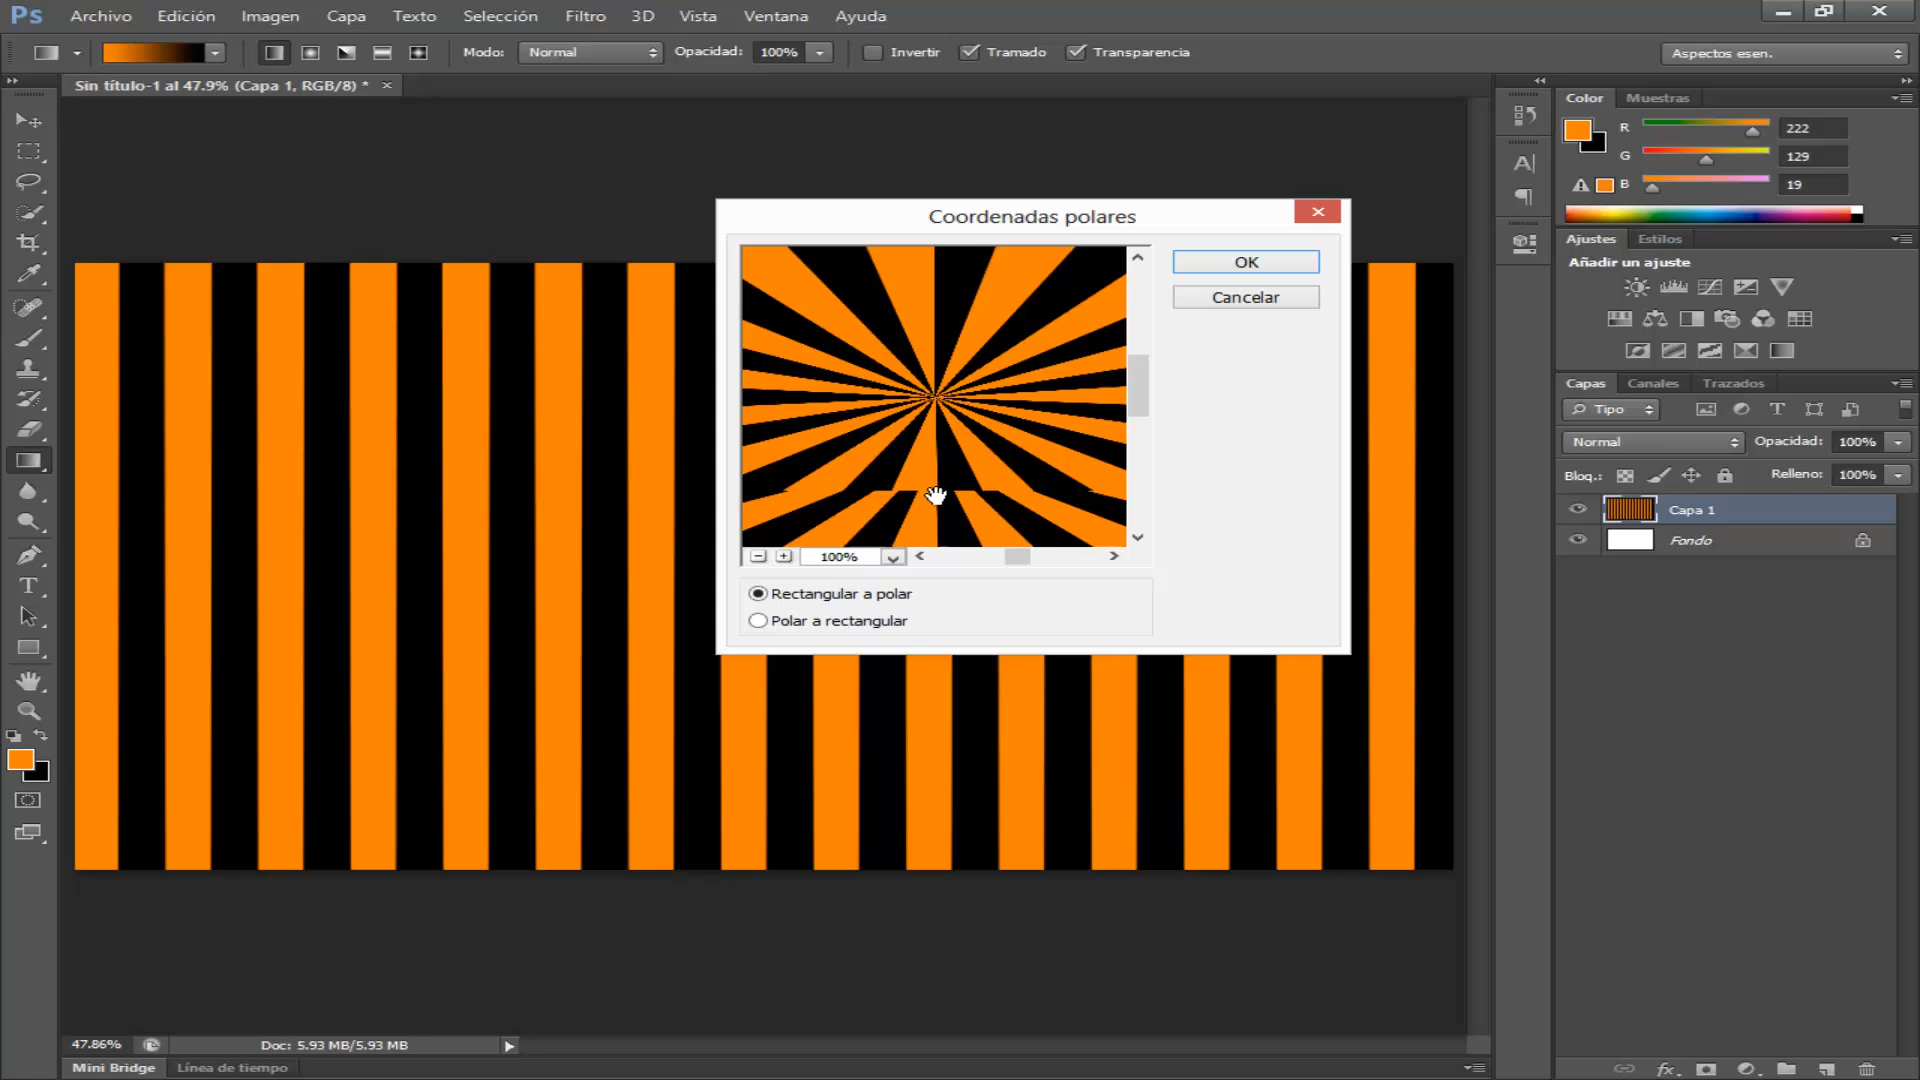 Ps Archivo Edición Imagen Capa Texto Selección Filtro 3D Vista Ventana Ayuda
Modo: Normal Opacidad: 100% Invertir Tramado Transparencia Aspectos esen.
Sin título-1 al 47.9% (Capa 1, RGB/8) *
Color Muestras
R 222
G 129
B 19
Ajustes Estilos
Añadir un ajuste
Capas Canales Trazados
Tipo
Normal Opacidad: 100%
Bloq.: Relleno: 100%
Capa 1
Fondo
Coordenadas polares
OK
Cancelar
100%
Rectangular a polar
Polar a rectangular
47.86% Doc: 5.93 MB/5.93 MB
Mini Bridge Línea de tiempo